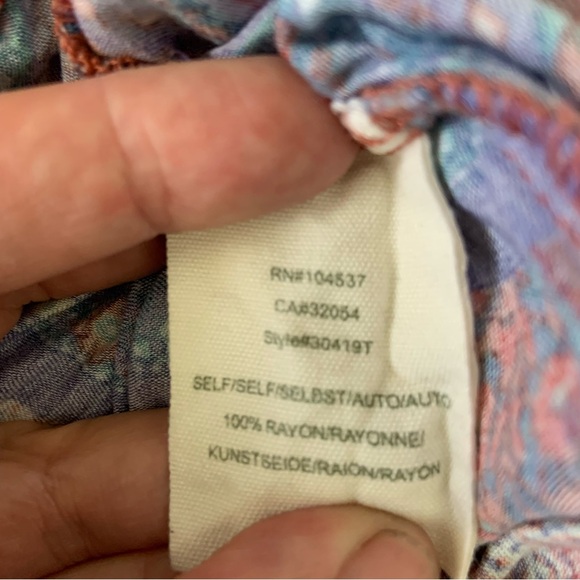 RN#104537
CA#32054
Style#30419T
SELF/SELF/SELBST/AUTO/AUTO
100% RAYON/RAYONNE/
KUNSTSEIDE/RAION/RAYON